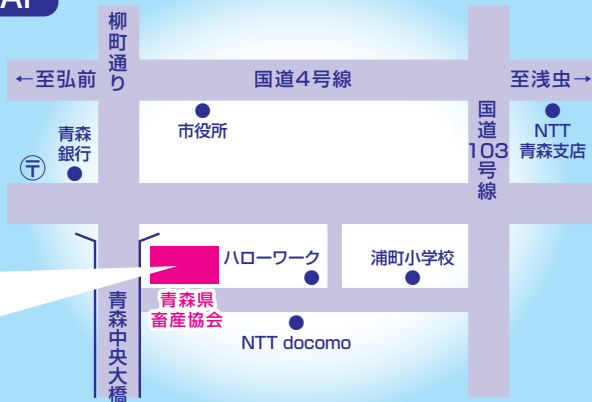 柳町通り
←至弘前
国道4号線
至浅虫→
市役所
国道103号線
NTT
青森支店
青森
銀行
〒
ハローワーク
浦町小学校
青森県
畜産協会
NTT docomo
青森中央大橋